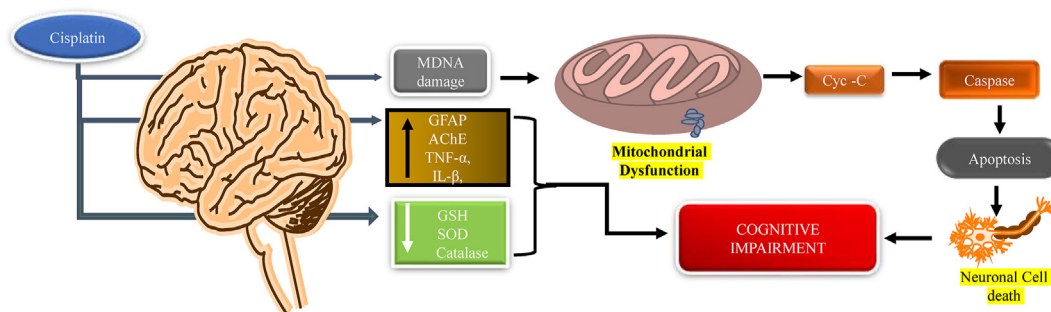 Cisplatin
MDNA
damage
GFAP
AChE
TNF-α,
IL-β,
GSH
SOD
Catalase
Mitochondrial
Dysfunction
Cyc -C
Caspase
Apoptosis
Neuronal Cell
death
COGNITIVE
IMPAIRMENT